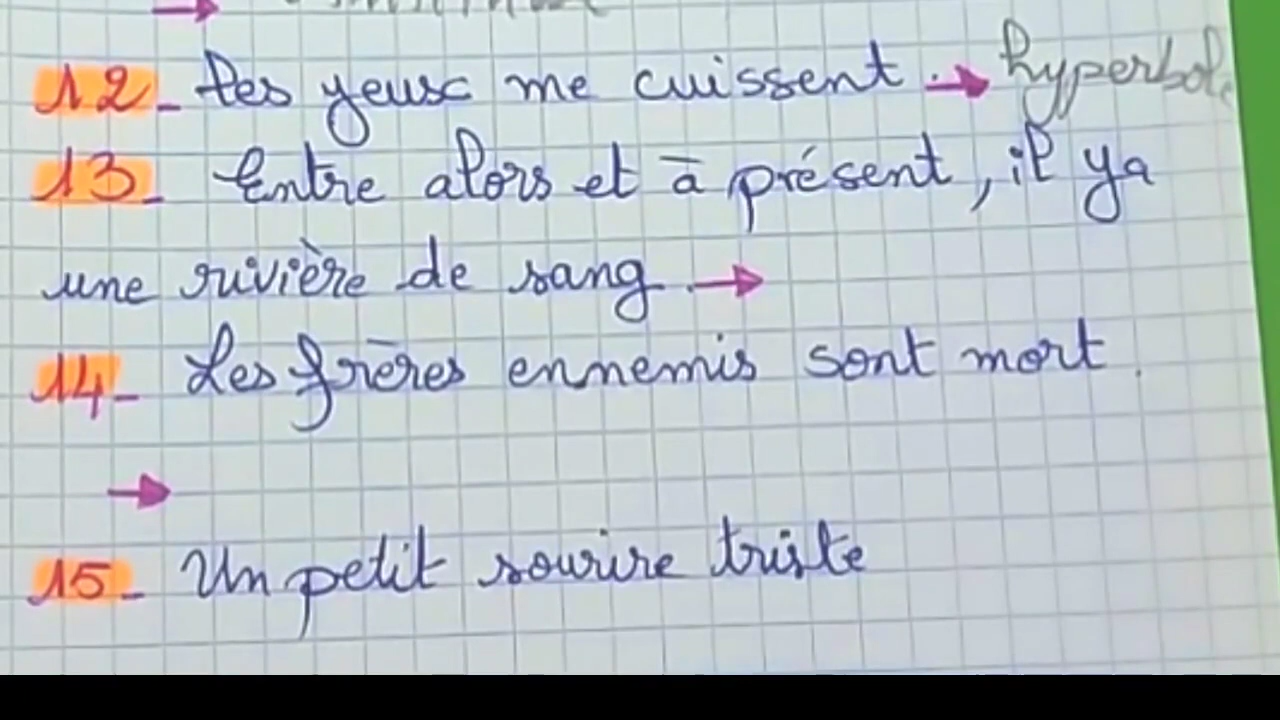 12_ Les yeux me cuissent . → hyperbole
13_ Entre alors et à présent, il ya
une rivière de sang . →
14_ Les frères ennemis sont mort .
→
15_ Un petit sourire triste